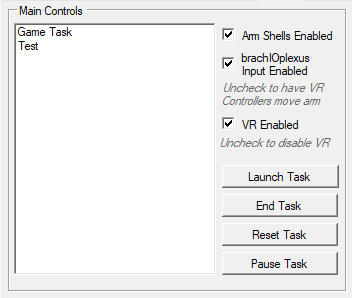 Main Controls
Game Task
Test
Arm Shells Enabled
brachIOplexus
Input Enabled
Uncheck to have VR
Controllers move arm
VR Enabled
Uncheck to disable VR
Launch Task
End Task
Reset Task
Pause Task